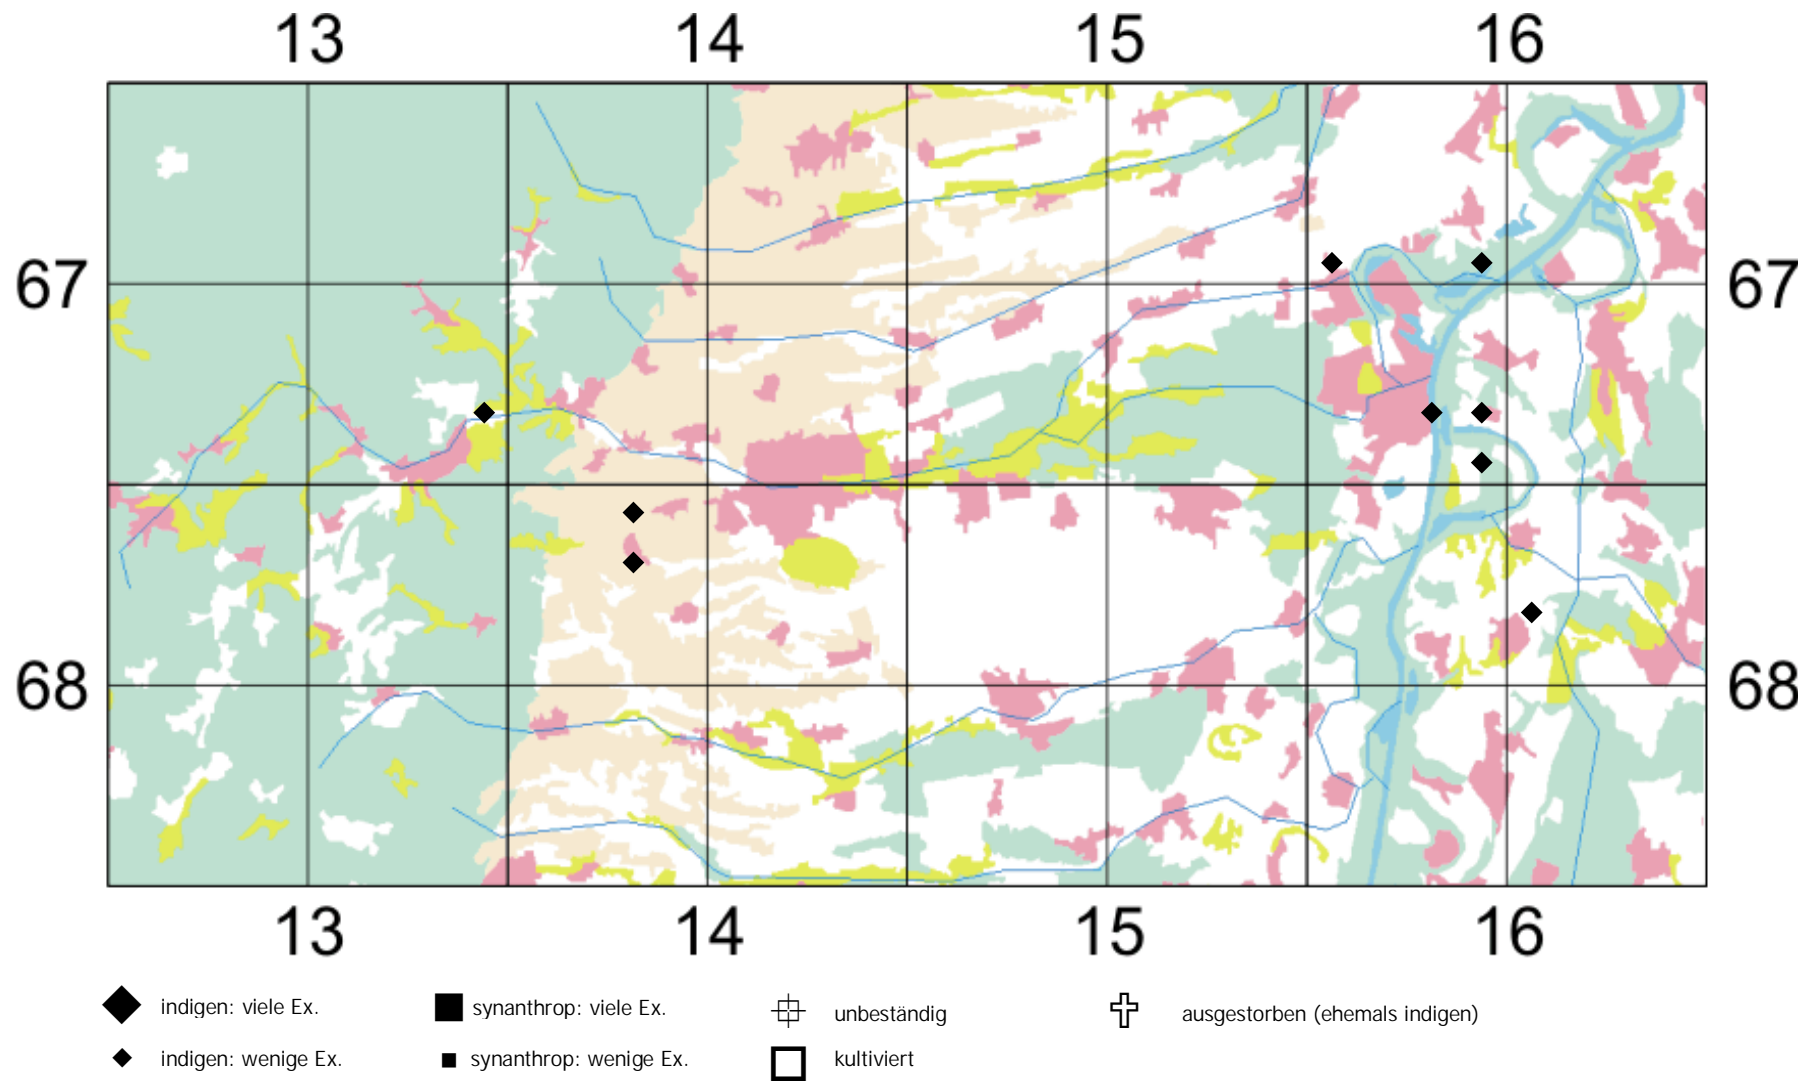 13 14 15 16
67 67
68 68
13 14 15 16
indigen: viele Ex. synanthrop: viele Ex. unbeständig ausgestorben (ehemals indigen)
indigen: wenige Ex. synanthrop: wenige Ex. kultiviert